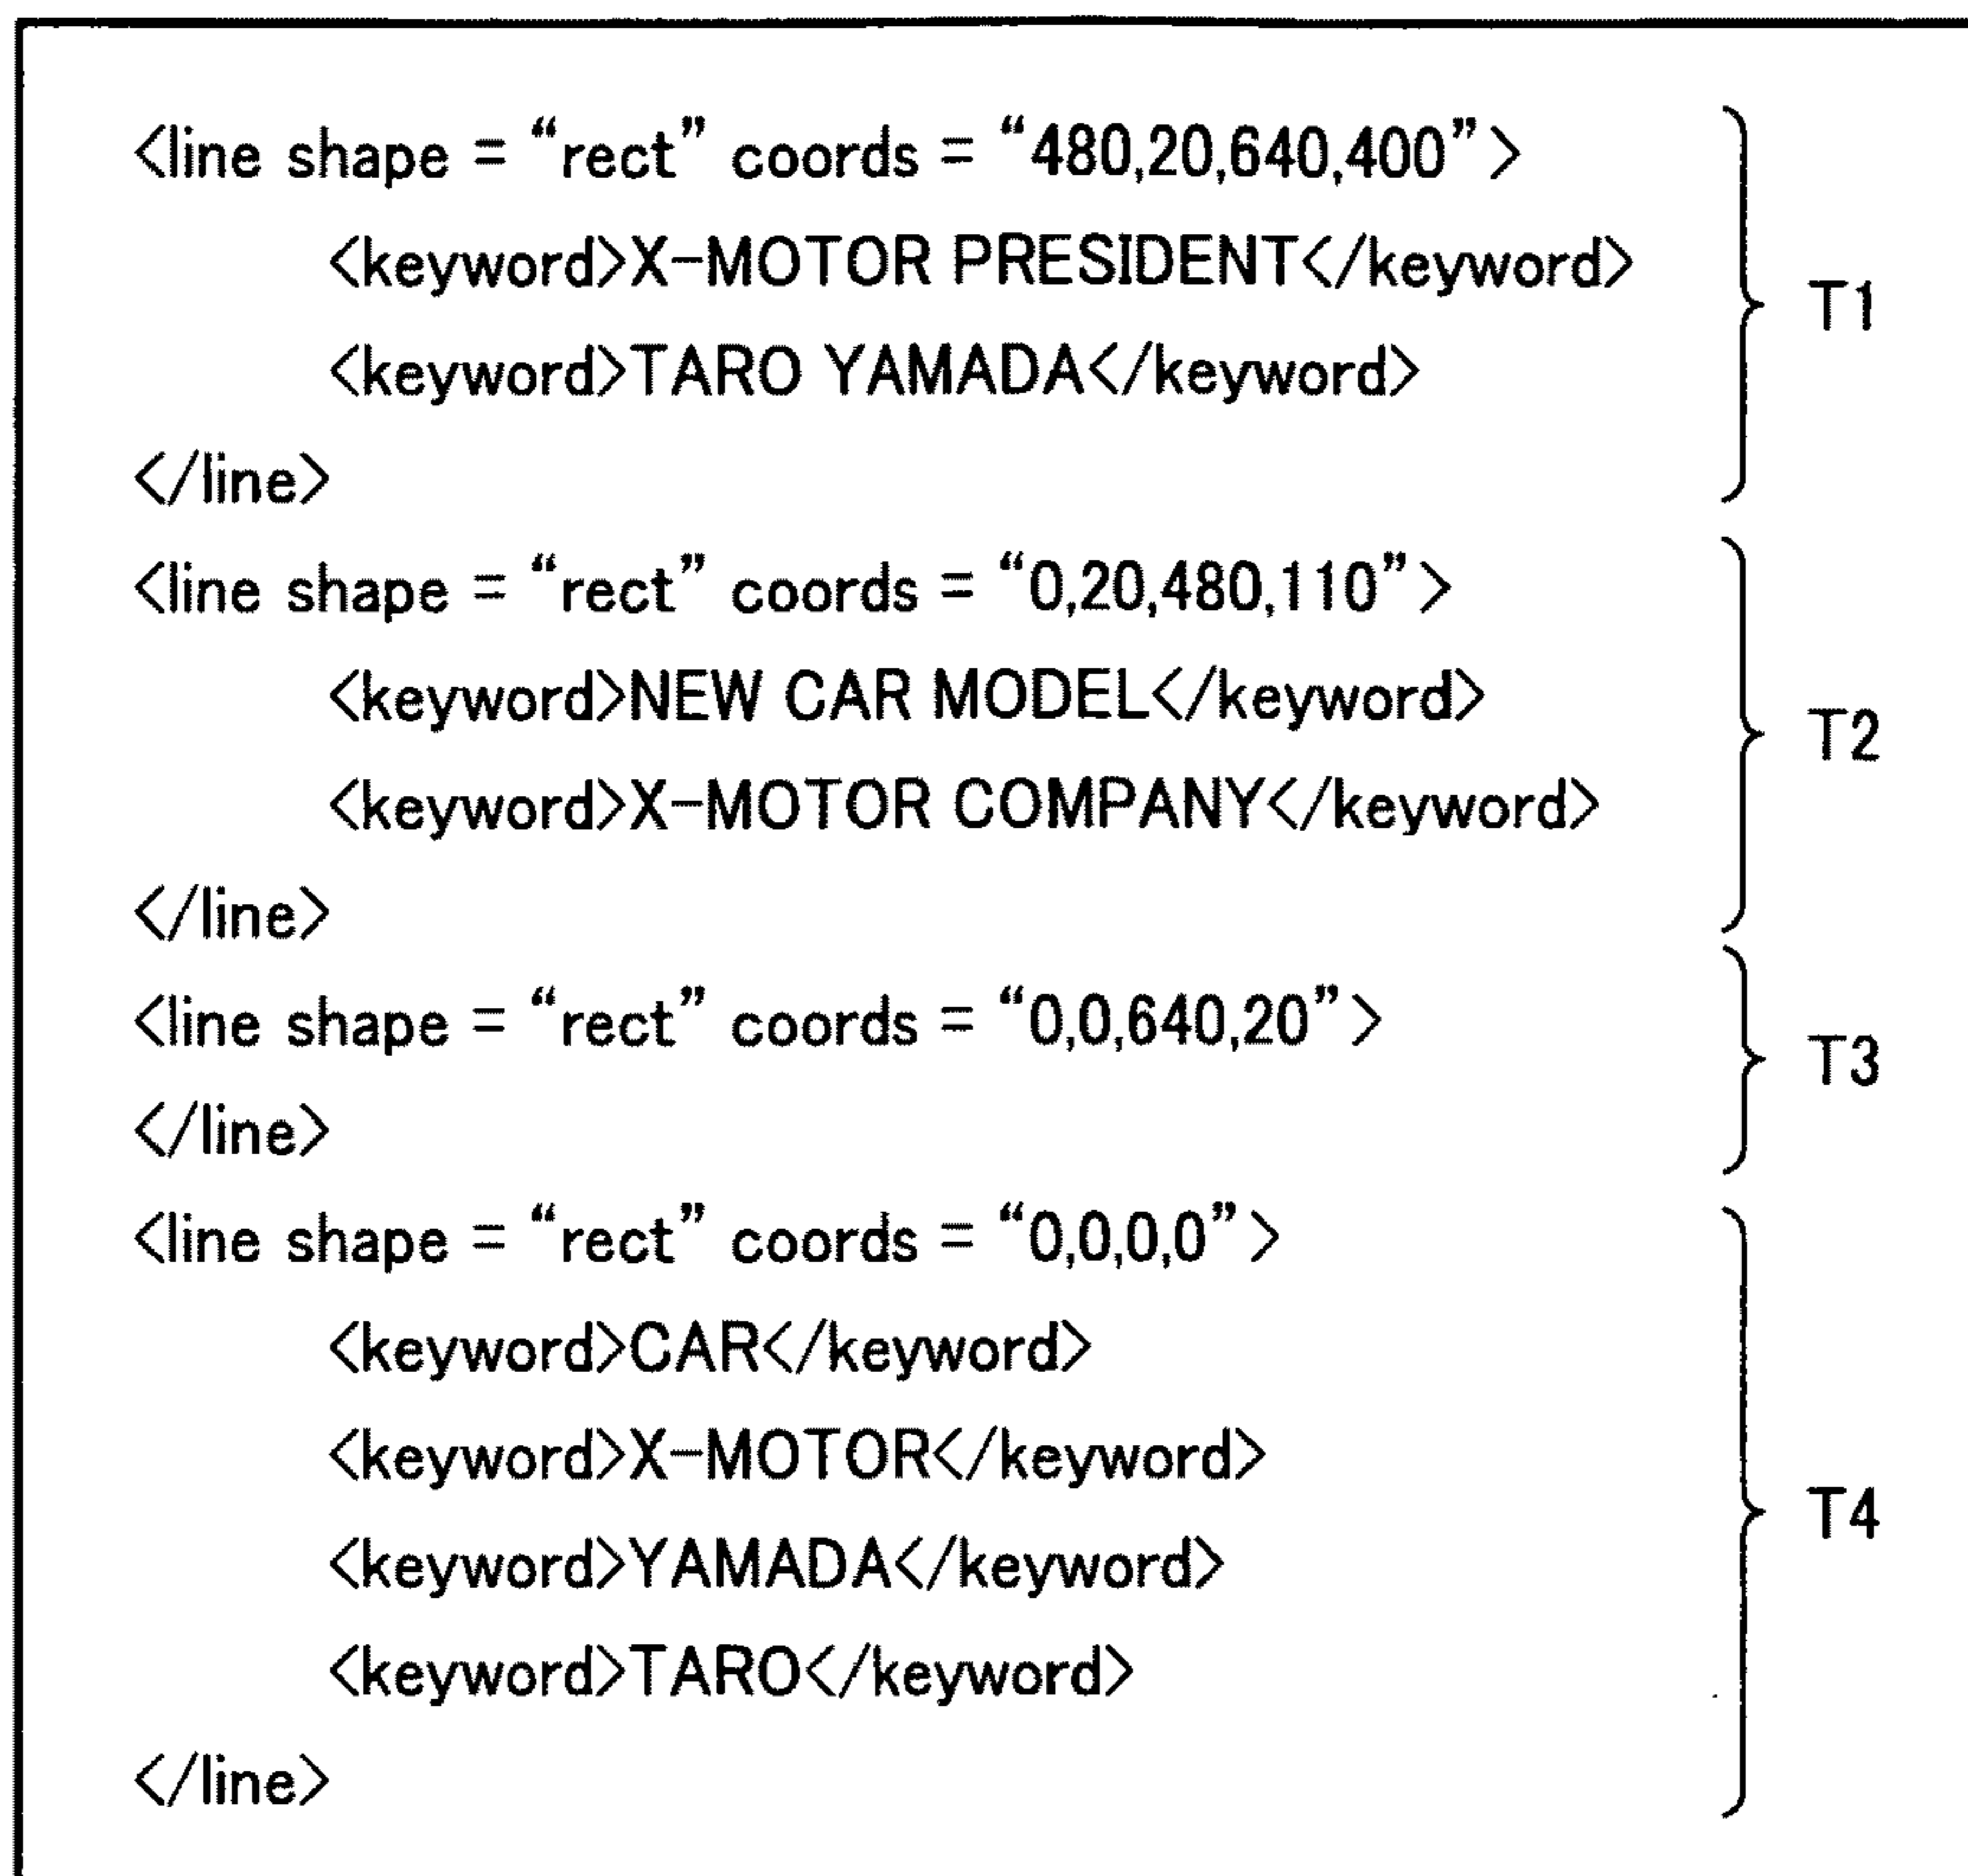 <line shape = “rect” coords = “480,20,640,400”>
<keyword>X-MOTOR PRESIDENT</keyword>
<keyword>TARO YAMADA</keyword>
</line>
T1
<line shape = “rect” coords = “0,20,480,110”>
<keyword>NEW CAR MODEL</keyword>
<keyword>X-MOTOR COMPANY</keyword>
</line>
T2
<line shape = “rect” coords = “0,0,640,20”>
</line>
T3
<line shape = “rect” coords = “0,0,0,0”>
<keyword>CAR</keyword>
<keyword>X-MOTOR</keyword>
<keyword>YAMADA</keyword>
<keyword>TARO</keyword>
</line>
T4